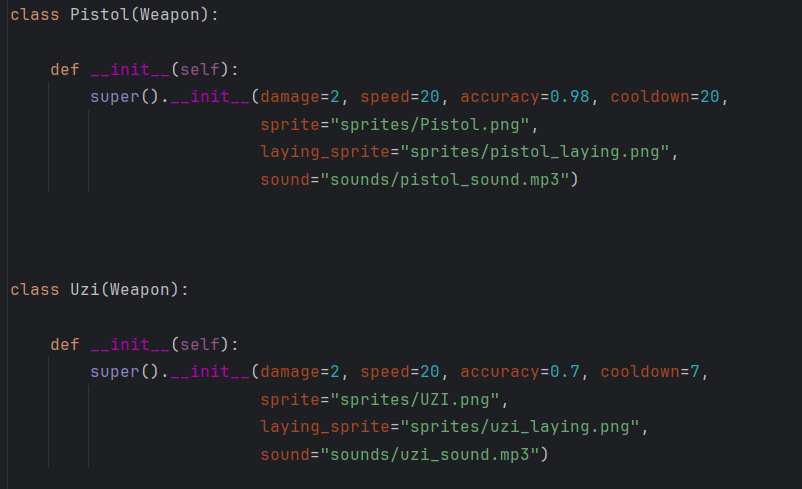 class Pistol(Weapon):
def __init__(self):
super().__init__(damage=2, speed=20, accuracy=0.98, cooldown=20,
sprite="sprites/Pistol.png",
laying_sprite="sprites/pistol_laying.png",
sound="sounds/pistol_sound.mp3")
class Uzi(Weapon):
def __init__(self):
super().__init__(damage=2, speed=20, accuracy=0.7, cooldown=7,
sprite="sprites/UZI.png",
laying_sprite="sprites/uzi_laying.png",
sound="sounds/uzi_sound.mp3")